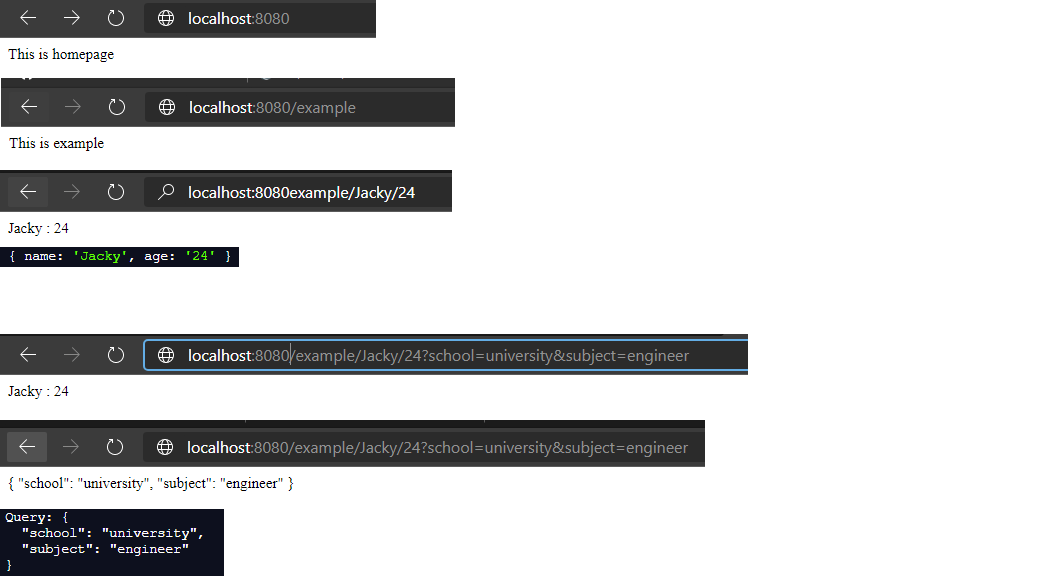 localhost:8080
This is homepage
localhost:8080/example
This is example
localhost:8080example/Jacky/24
Jacky : 24
{ name: 'Jacky', age: '24' }
localhost:8080/example/Jacky/24?school=university&subject=engineer
Jacky : 24
localhost:8080/example/Jacky/24?school=university&subject=engineer
{ "school": "university", "subject": "engineer" }
Query: {
  "school": "university",
  "subject": "engineer"
}